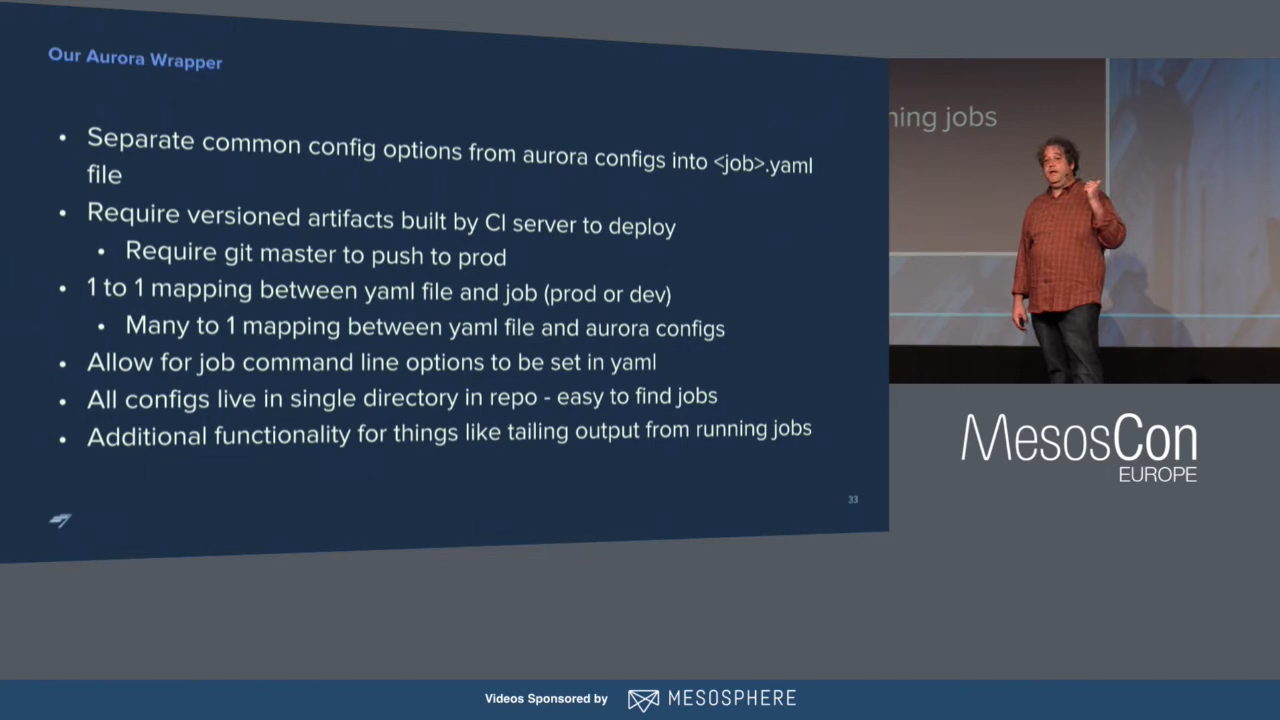 Our Aurora Wrapper
• Separate common config options from aurora configs into <job>.yaml
file
• Require versioned artifacts built by CI server to deploy
• Require git master to push to prod
• 1 to 1 mapping between yaml file and job (prod or dev)
• Many to 1 mapping between yaml file and aurora configs
• Allow for job command line options to be set in yaml
• All configs live in single directory in repo - easy to find jobs
• Additional functionality for things like tailing output from running jobs
33
ning jobs
MesosCon
EUROPE
Videos Sponsored by MESOSPHERE